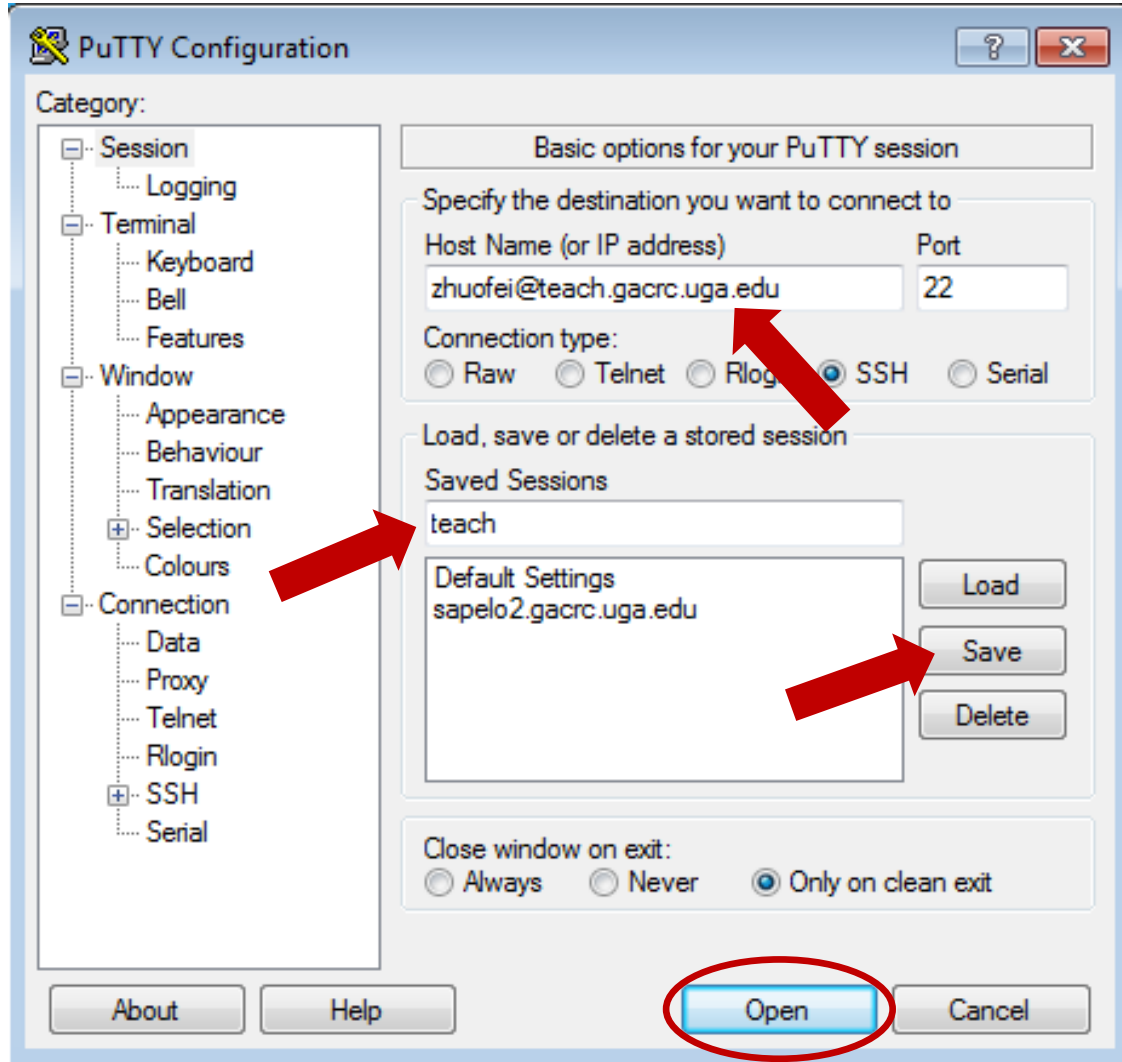 PuTTY Configuration
Category:
Session
Logging
Terminal
Keyboard
Bell
Features
Window
Appearance
Behaviour
Translation
Selection
Colours
Connection
Data
Proxy
Telnet
Rlogin
SSH
Serial
Basic options for your PuTTY session
Specify the destination you want to connect to
Host Name (or IP address) Port
zhuofei@teach.gacrc.uga.edu 22
Connection type:
Raw Telnet Rlogin SSH Serial
Load, save or delete a stored session
Saved Sessions
teach
Default Settings
sapelo2.gacrc.uga.edu
Load
Save
Delete
Close window on exit:
Always Never Only on clean exit
About Help Open Cancel